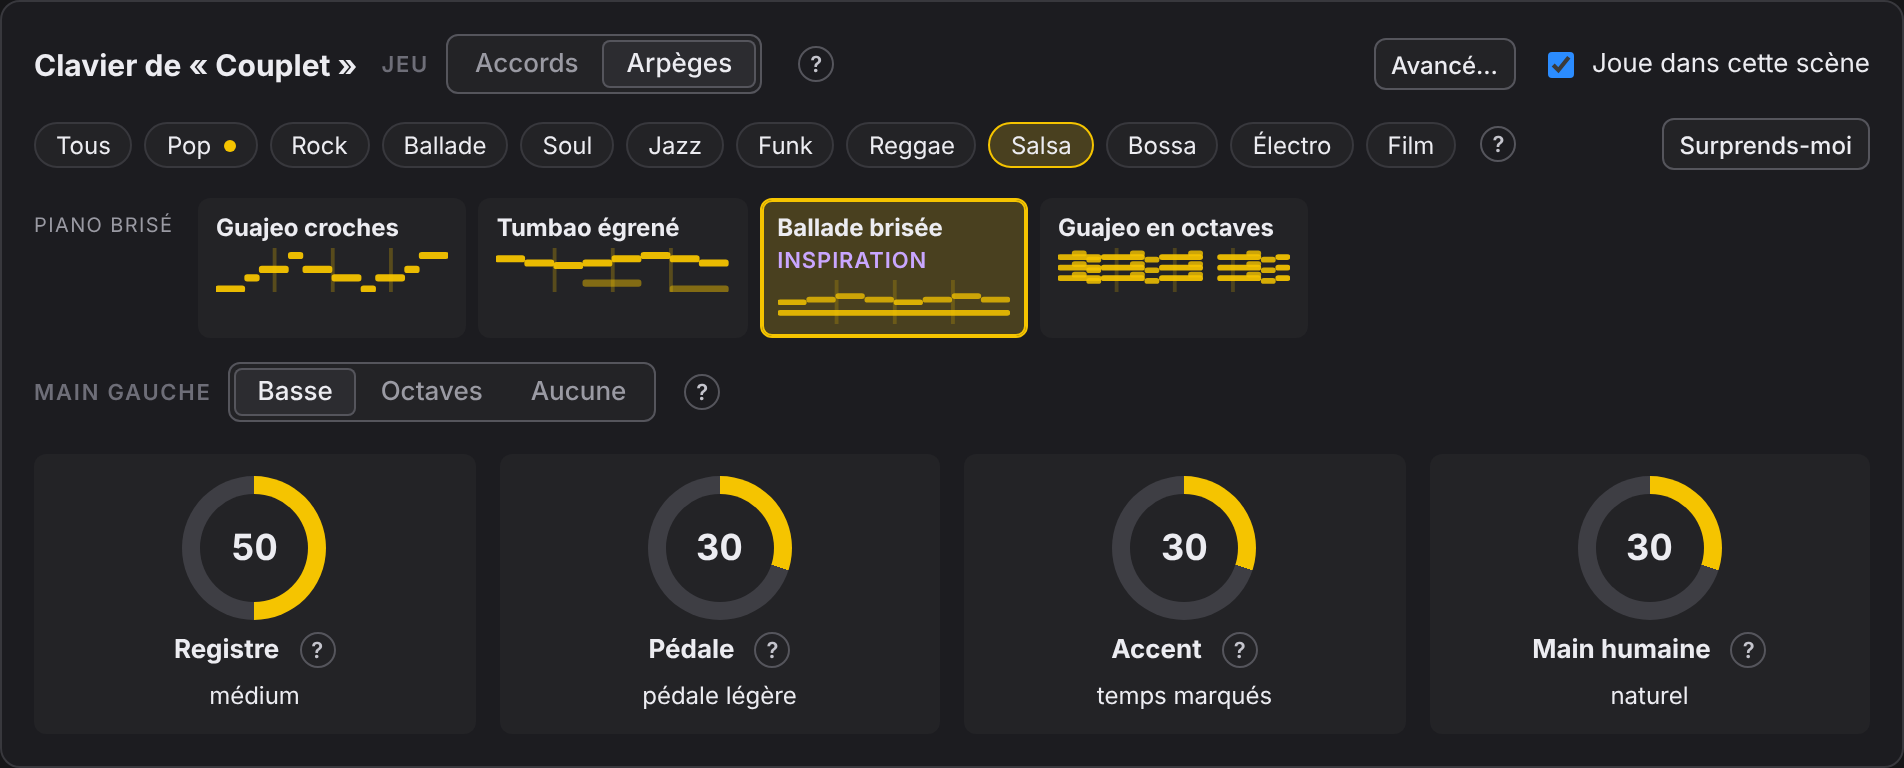 Clavier de « Couplet » JEU Accords Arpèges ? Avancé... Joue dans cette scène
Tous Pop Rock Ballade Soul Jazz Funk Reggae Salsa Bossa Électro Film ? Surprends-moi
PIANO BRISÉ Guajeo croches Tumbao égrené Ballade brisée Guajeo en octaves
INSPIRATION
MAIN GAUCHE Basse Octaves Aucune ?
50 30 30 30
Registre ? Pédale ? Accent ? Main humaine ?
médium pédale légère temps marqués naturel